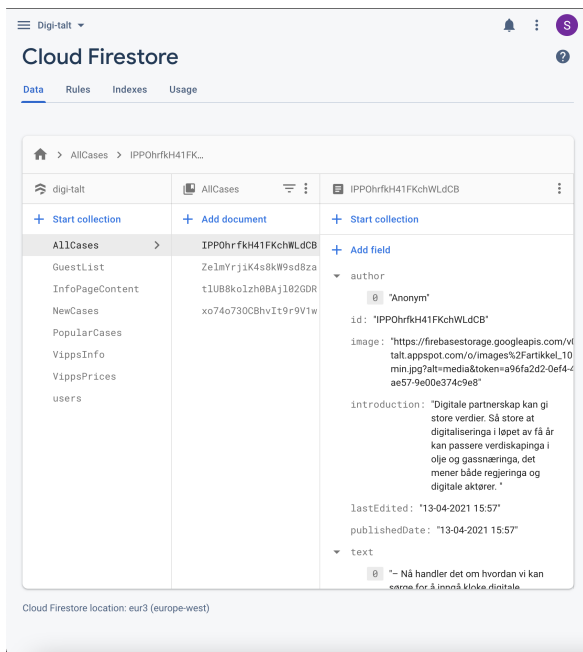 Digi-talt
S
Cloud Firestore
Data Rules Indexes Usage
AllCases > IPPOhrfkH41FK...
digi-talt
AllCases
IPPOhrfkH41FKchWLdCB
+ Start collection
+ Add document
+ Start collection
AllCases >
GuestList
InfoPageContent
NewCases
PopularCases
VippsInfo
VippsPrices
users
IPPOhrfkH41FKchWLdCB
ZelmYrjiK4s8kW9sd8za
tlUB8kolzh0BAjl02GDR
xo74o73OCBhvIt9r9V1w
+ Add field
author
0 "Anonym"
id: "IPPOhrfkH41FKchWLdCB"
image: "https://firebasestorage.googleapis.com/v0
talt.appspot.com/o/images%2Fartikkel_10
min.jpg?alt=media&token=a96fa2d2-0ef4-4
ae57-9e00e374c9e8"
introduction: "Digitale partnerskap kan gi
store verdier. Så store at
digitaliseringa i løpet av få år
kan passere verdiskapinga i
olje og gassnæringa, det
mener både regjeringa og
digitale aktører. "
lastEdited: "13-04-2021 15:57"
publishedDate: "13-04-2021 15:57"
text
0 "– Nå handler det om hvordan vi kan
sørge for å inngå kloke digitale
Cloud Firestore location: eur3 (europe-west)